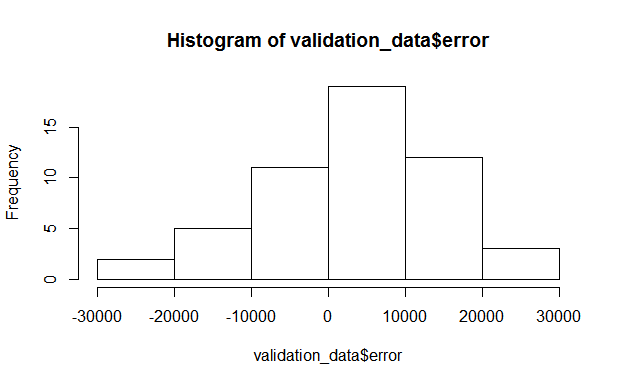 Histogram of validation_data$error
Frequency
15
10
5
0
-30000 -20000 -10000 0 10000 20000 30000
validation_data$error